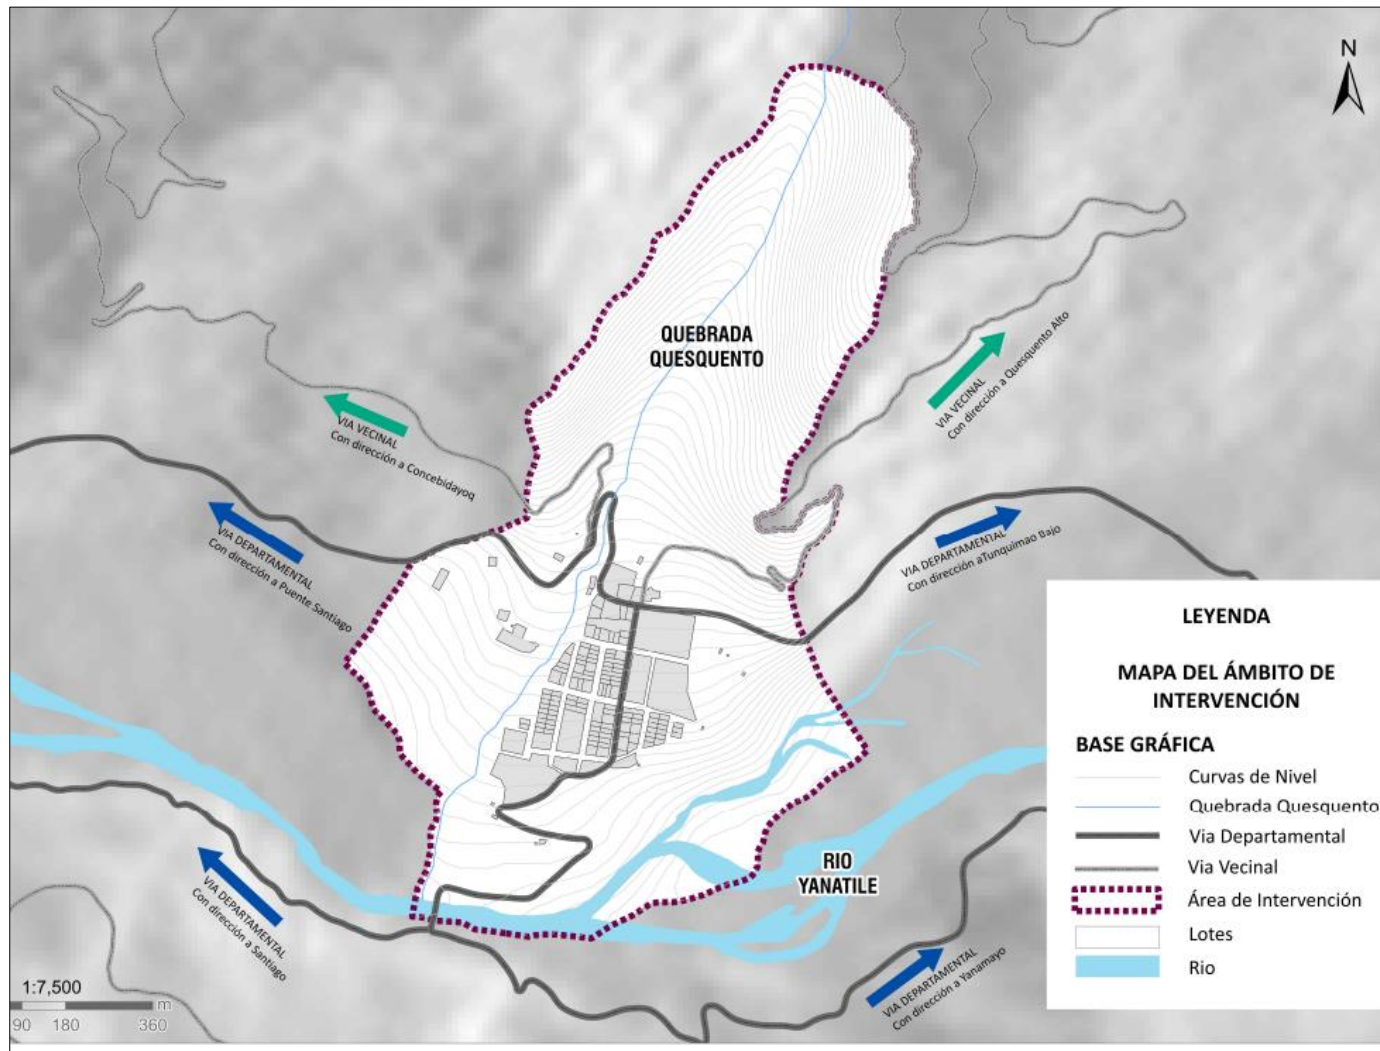 N
QUEBRADA
QUESQUENTO
VIA VECINAL
Con dirección a Quesquento Alto
VIA VECINAL
Con dirección a Concebidayoq
VIA DEPARTAMENTAL
Con dirección a Puente Santiago
VIA DEPARTAMENTAL
Con dirección aTunquimao Bajo
RIO
YANATILE
VIA DEPARTAMENTAL
Con dirección a Santiago
VIA DEPARTAMENTAL
Con dirección a Yanamayo
1:7,500
m
90 180 360
LEYENDA
MAPA DEL ÁMBITO DE
INTERVENCIÓN
BASE GRÁFICA
Curvas de Nivel
Quebrada Quesquento
Via Departamental
Via Vecinal
Área de Intervención
Lotes
Rio